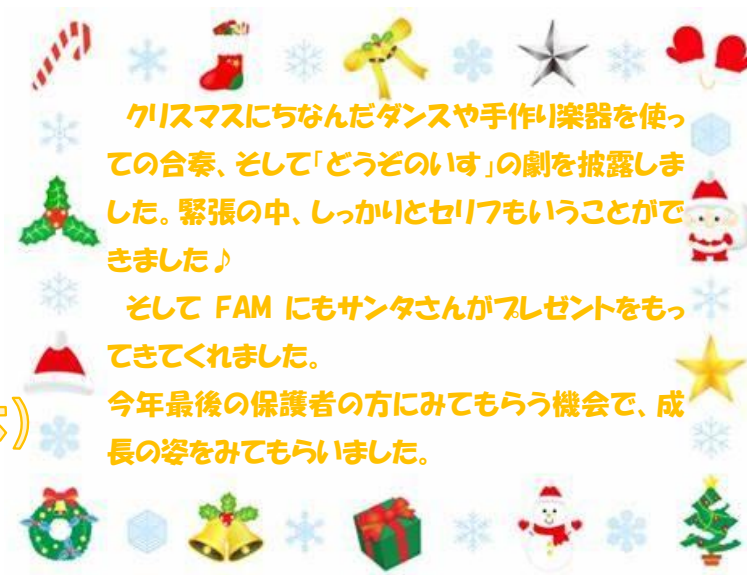 クリスマスにちなんだダンスや手作り楽器を使っ
ての合奏、そして「どうぞのいす」の劇を披露しま
した。緊張の中、しっかりとセリフもいうことがで
きました♪
そして FAM にもサンタさんがプレゼントをもっ
てきてくれました。
今年最後の保護者の方にみてもらう機会で、成
長の姿をみてもらいました。